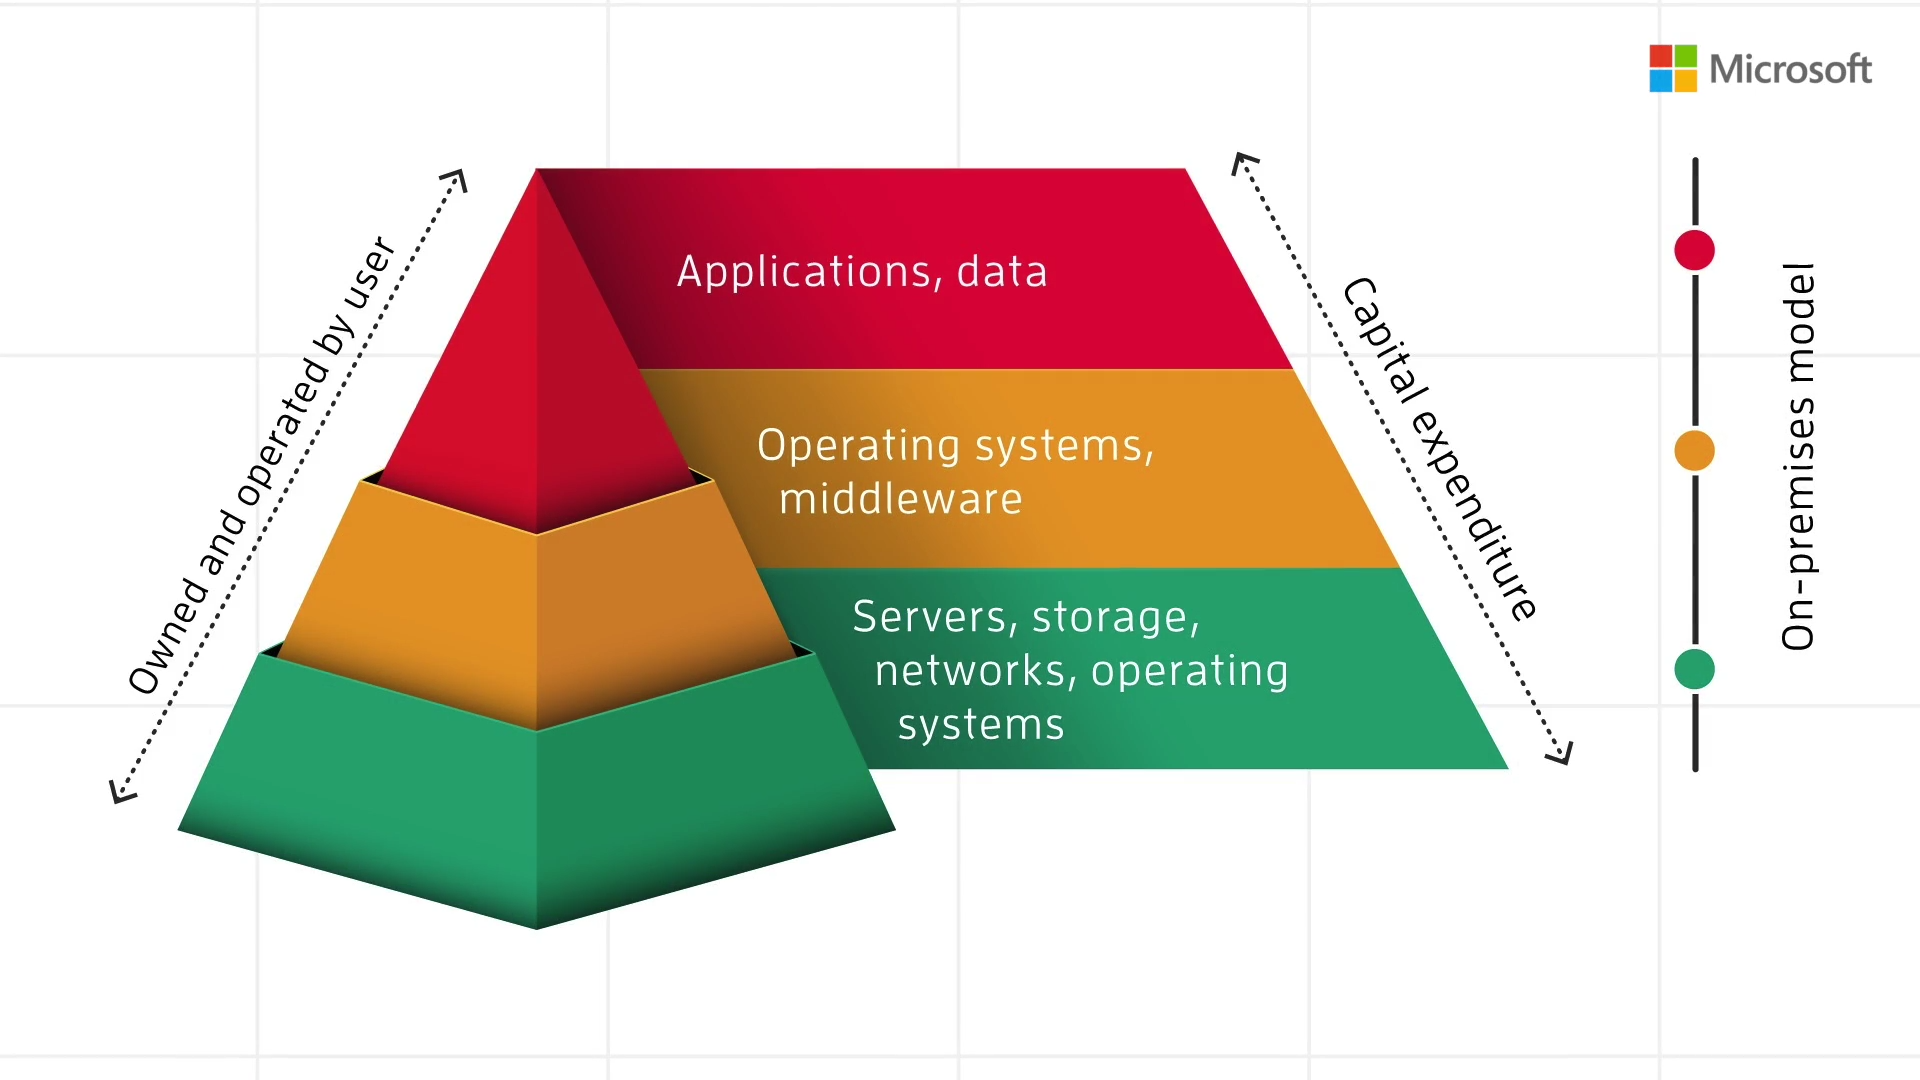 Microsoft
Owned and operated by user
Applications, data
Operating systems,
middleware
Servers, storage,
networks, operating
systems
Capital expenditure
On-premises model